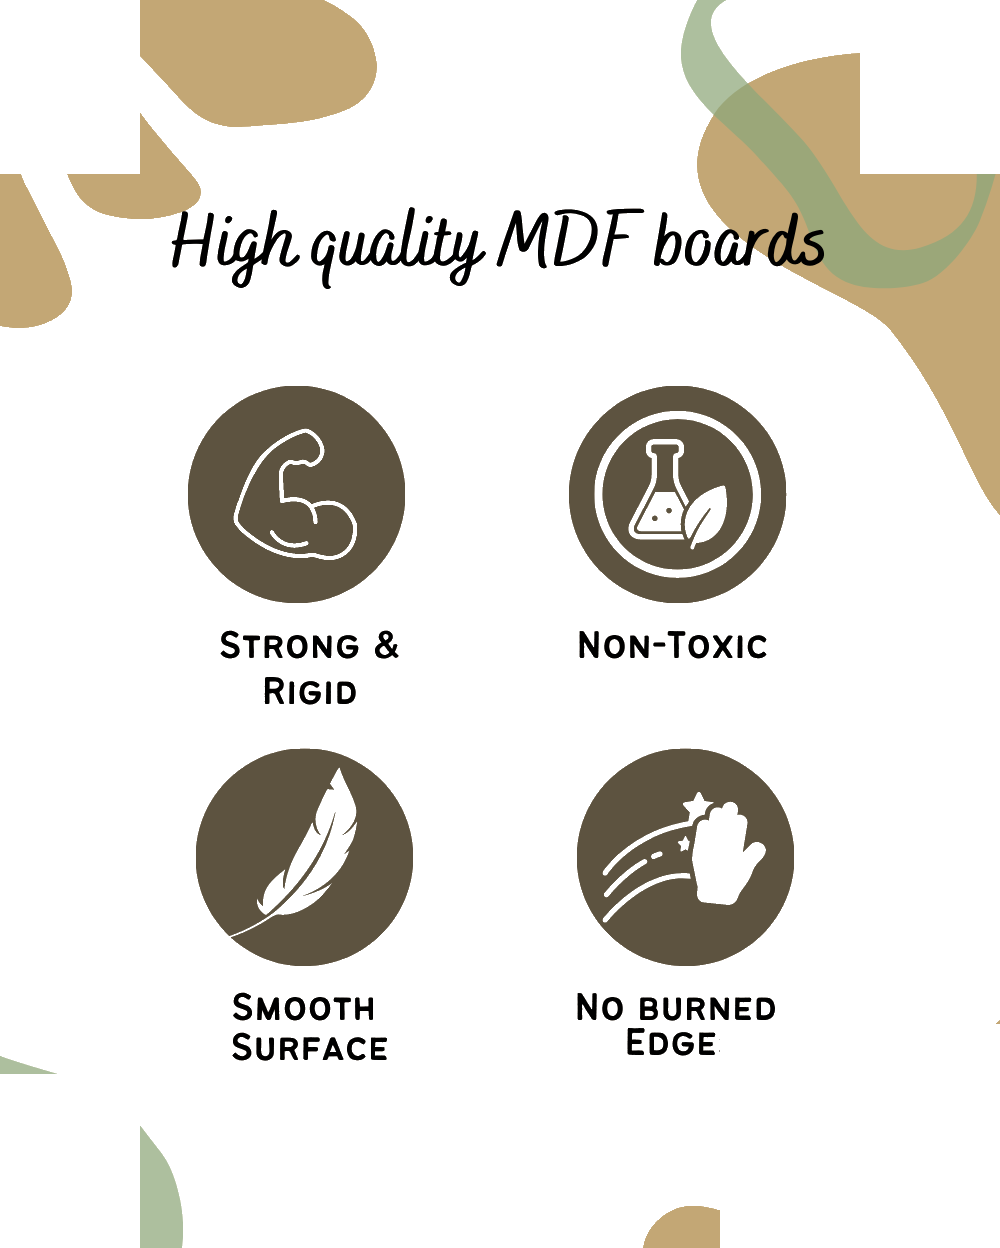 High quality MDF boards
Strong &
Rigid
Non-Toxic
Smooth
Surface
No burned
Edge